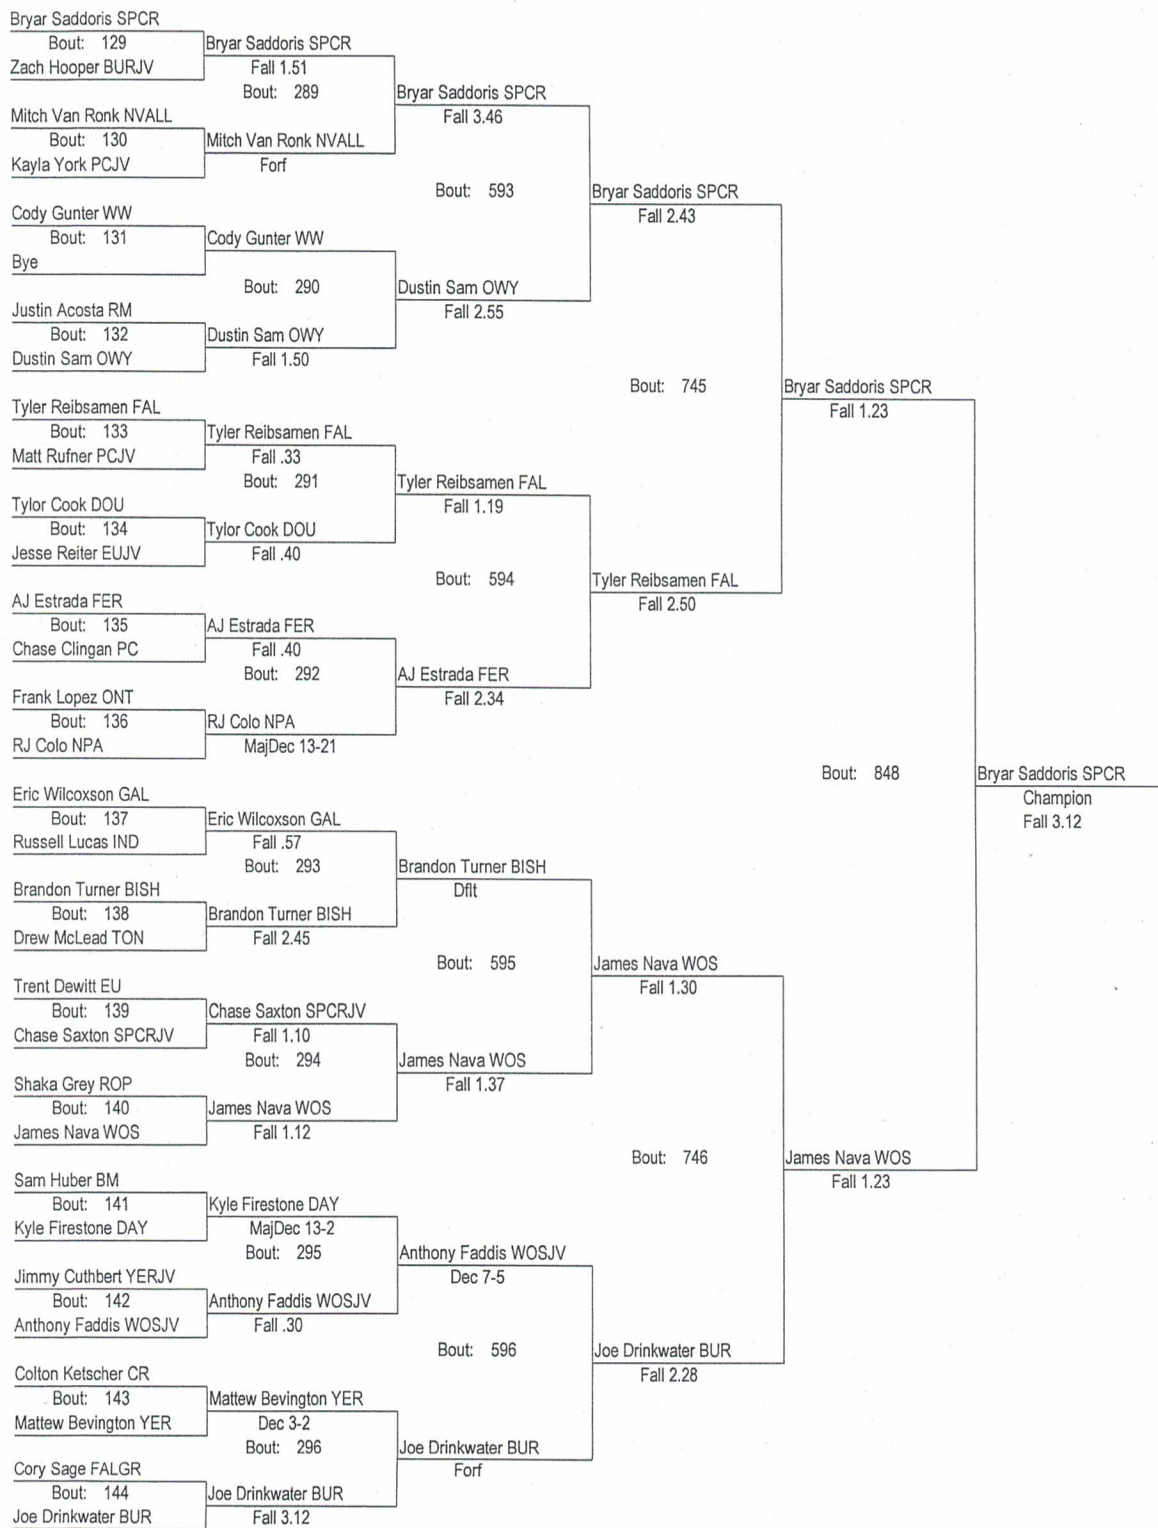 Bryar Saddoris SPCR
Bout: 129
Zach Hooper BURJV
Mitch Van Ronk NVALL
Bout: 130
Kayla York PCJV
Cody Gunter WW
Bout: 131
Bye
Justin Acosta RM
Bout: 132
Dustin Sam OWY
Tyler Reibsamen FAL
Bout: 133
Matt Rufner PCJV
Tylor Cook DOU
Bout: 134
Jesse Reiter EUJV
AJ Estrada FER
Bout: 135
Chase Clingan PC
Frank Lopez ONT
Bout: 136
RJ Colo NPA
Eric Wilcoxson GAL
Bout: 137
Russell Lucas IND
Brandon Turner BISH
Bout: 138
Drew McLead TON
Trent Dewitt EU
Bout: 139
Chase Saxton SPCRJV
Shaka Grey ROP
Bout: 140
James Nava WOS
Sam Huber BM
Bout: 141
Kyle Firestone DAY
Jimmy Cuthbert YERJV
Bout: 142
Anthony Faddis WOSJV
Colton Ketscher CR
Bout: 143
Mattew Bevington YER
Cory Sage FALGR
Bout: 144
Joe Drinkwater BUR
Bryar Saddoris SPCR
Fall 1.51
Bout: 289
Mitch Van Ronk NVALL
Forf
Cody Gunter WW
Bout: 290
Dustin Sam OWY
Fall 1.50
Tyler Reibsamen FAL
Fall .33
Bout: 291
Tylor Cook DOU
Fall .40
AJ Estrada FER
Fall .40
Bout: 292
RJ Colo NPA
MajDec 13-21
Eric Wilcoxson GAL
Fall .57
Bout: 293
Brandon Turner BISH
Fall 2.45
Chase Saxton SPCRJV
Fall 1.10
Bout: 294
James Nava WOS
Fall 1.12
Kyle Firestone DAY
MajDec 13-2
Bout: 295
Anthony Faddis WOSJV
Fall .30
Mattew Bevington YER
Dec 3-2
Bout: 296
Joe Drinkwater BUR
Fall 3.12
Bryar Saddoris SPCR
Fall 3.46
Bout: 593
Dustin Sam OWY
Fall 2.55
Tyler Reibsamen FAL
Fall 1.19
Bout: 594
AJ Estrada FER
Fall 2.34
Brandon Turner BISH
Dflt
Bout: 595
James Nava WOS
Fall 1.37
Anthony Faddis WOSJV
Dec 7-5
Bout: 596
Joe Drinkwater BUR
Forf
Bryar Saddoris SPCR
Fall 2.43
Bout: 745
Tyler Reibsamen FAL
Fall 2.50
James Nava WOS
Fall 1.30
Bout: 746
Joe Drinkwater BUR
Fall 2.28
Bryar Saddoris SPCR
Fall 1.23
Bout: 848
James Nava WOS
Fall 1.23
Bryar Saddoris SPCR
Champion
Fall 3.12